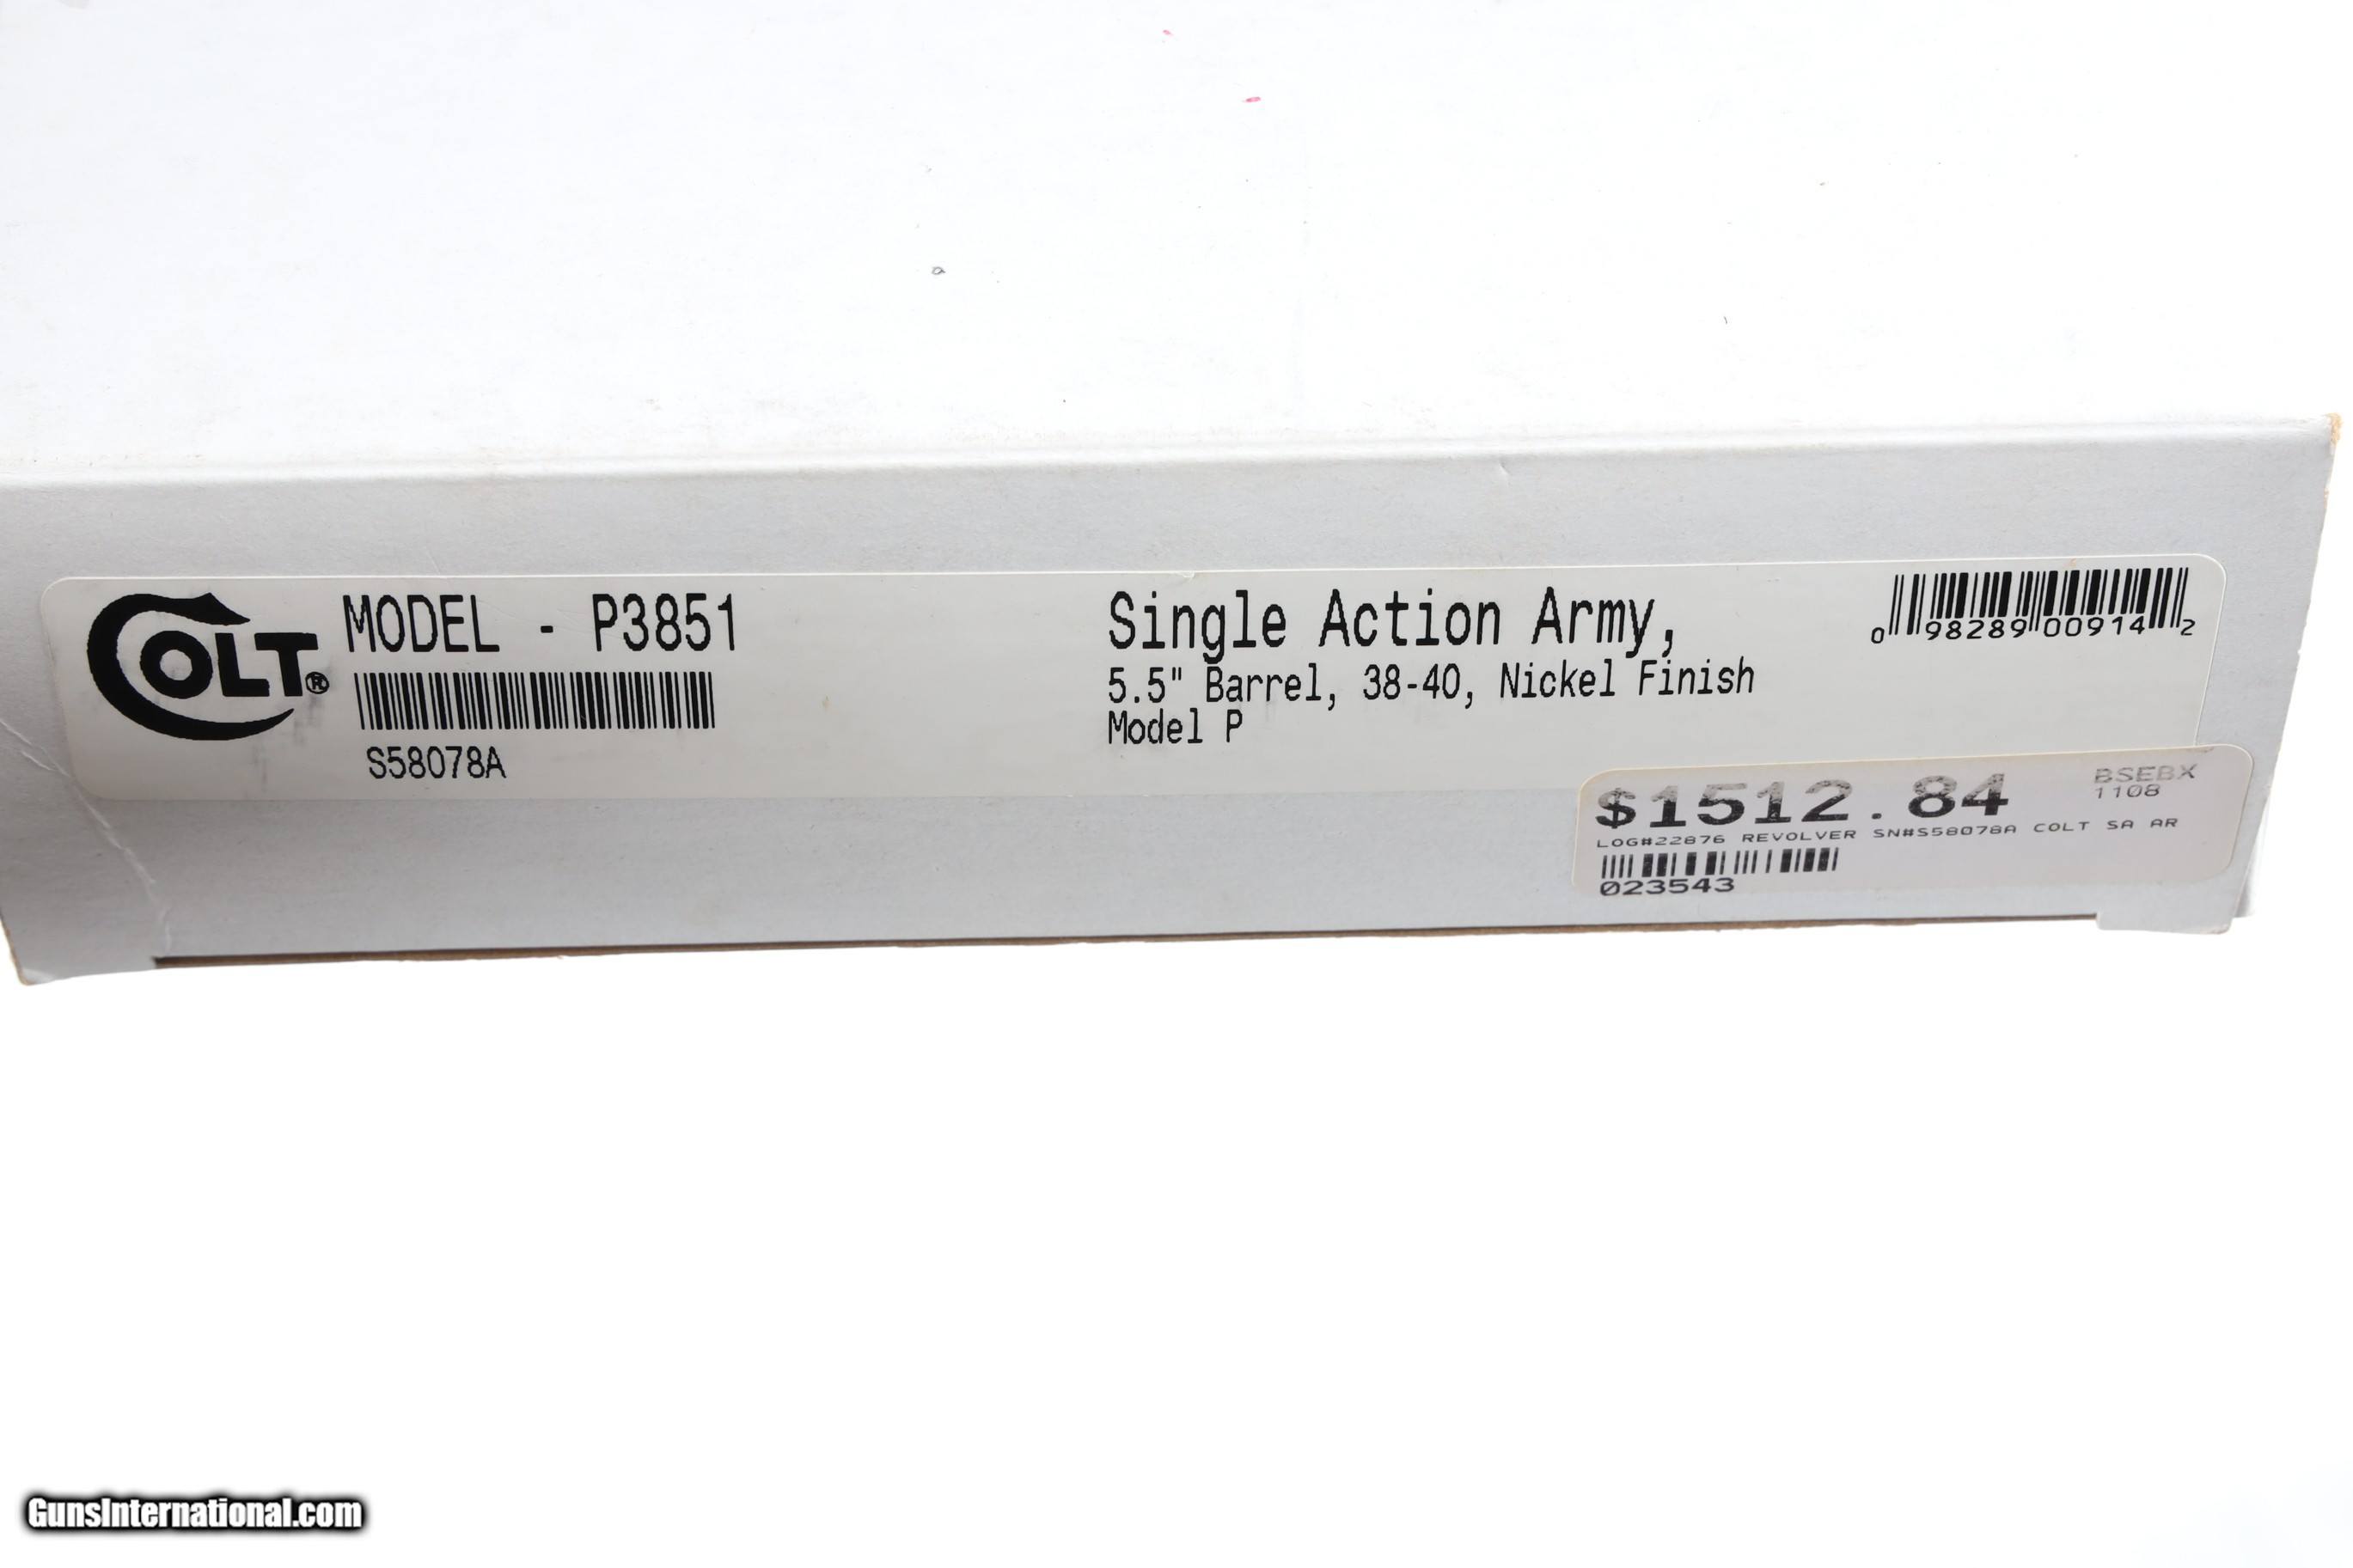 COLT®
MODEL - P3851
S58078A
Single Action Army,
5.5" Barrel, 38-40, Nickel Finish
Model P
0 98289 00914 2
$1512.84
BSEBX
1108
LOG#22876 REVOLVER SN#S58078A COLT SA AR
023543
GunsInternational.com